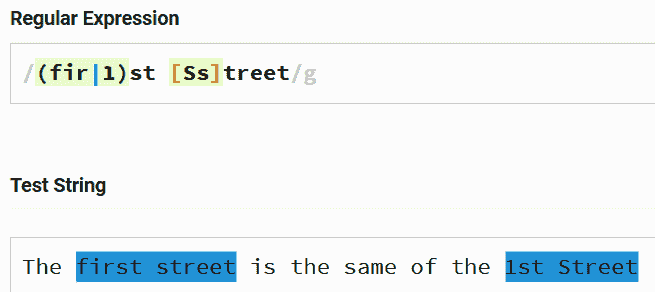 Regular Expression
/(fir|1)st [Ss]treet/g
Test String
The first street is the same of the 1st Street